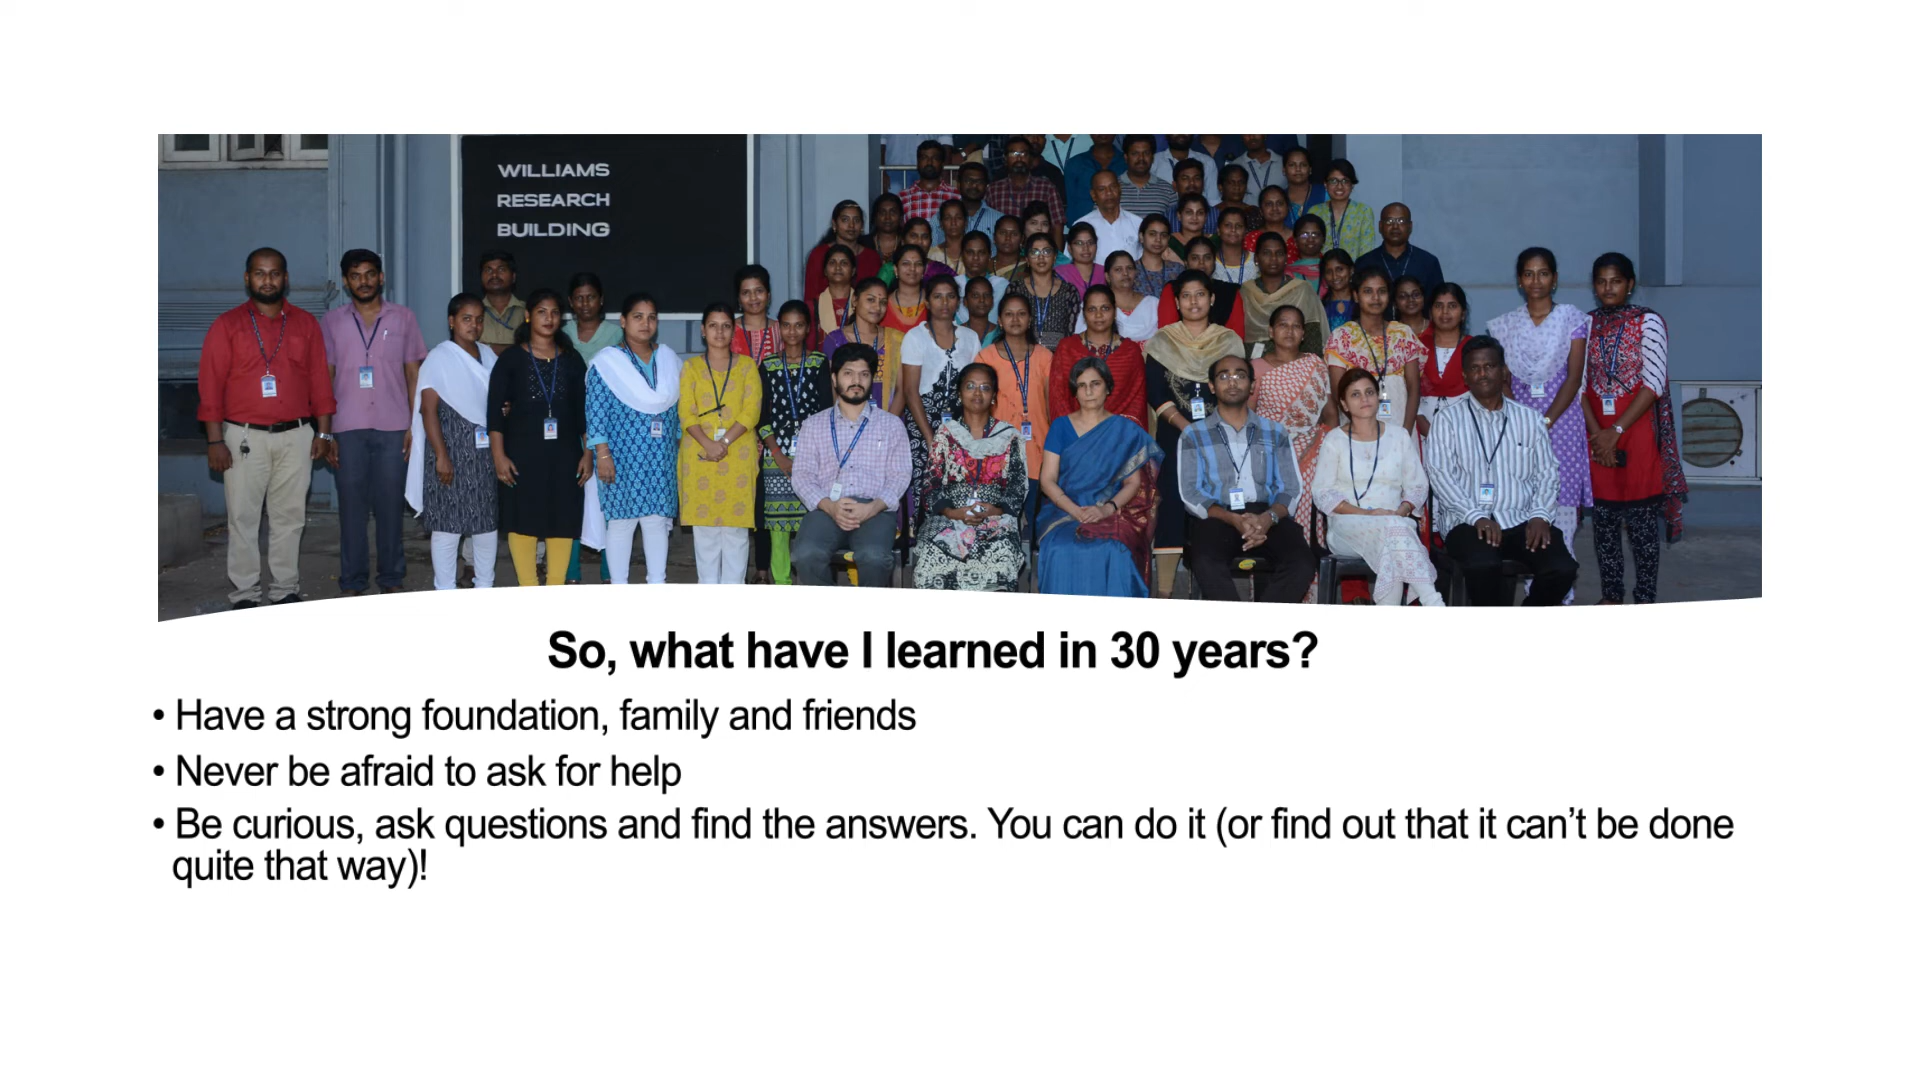 WILLIAMS
RESEARCH
BUILDING
So, what have I learned in 30 years?
• Have a strong foundation, family and friends
• Never be afraid to ask for help
• Be curious, ask questions and find the answers. You can do it (or find out that it can’t be done
quite that way)!